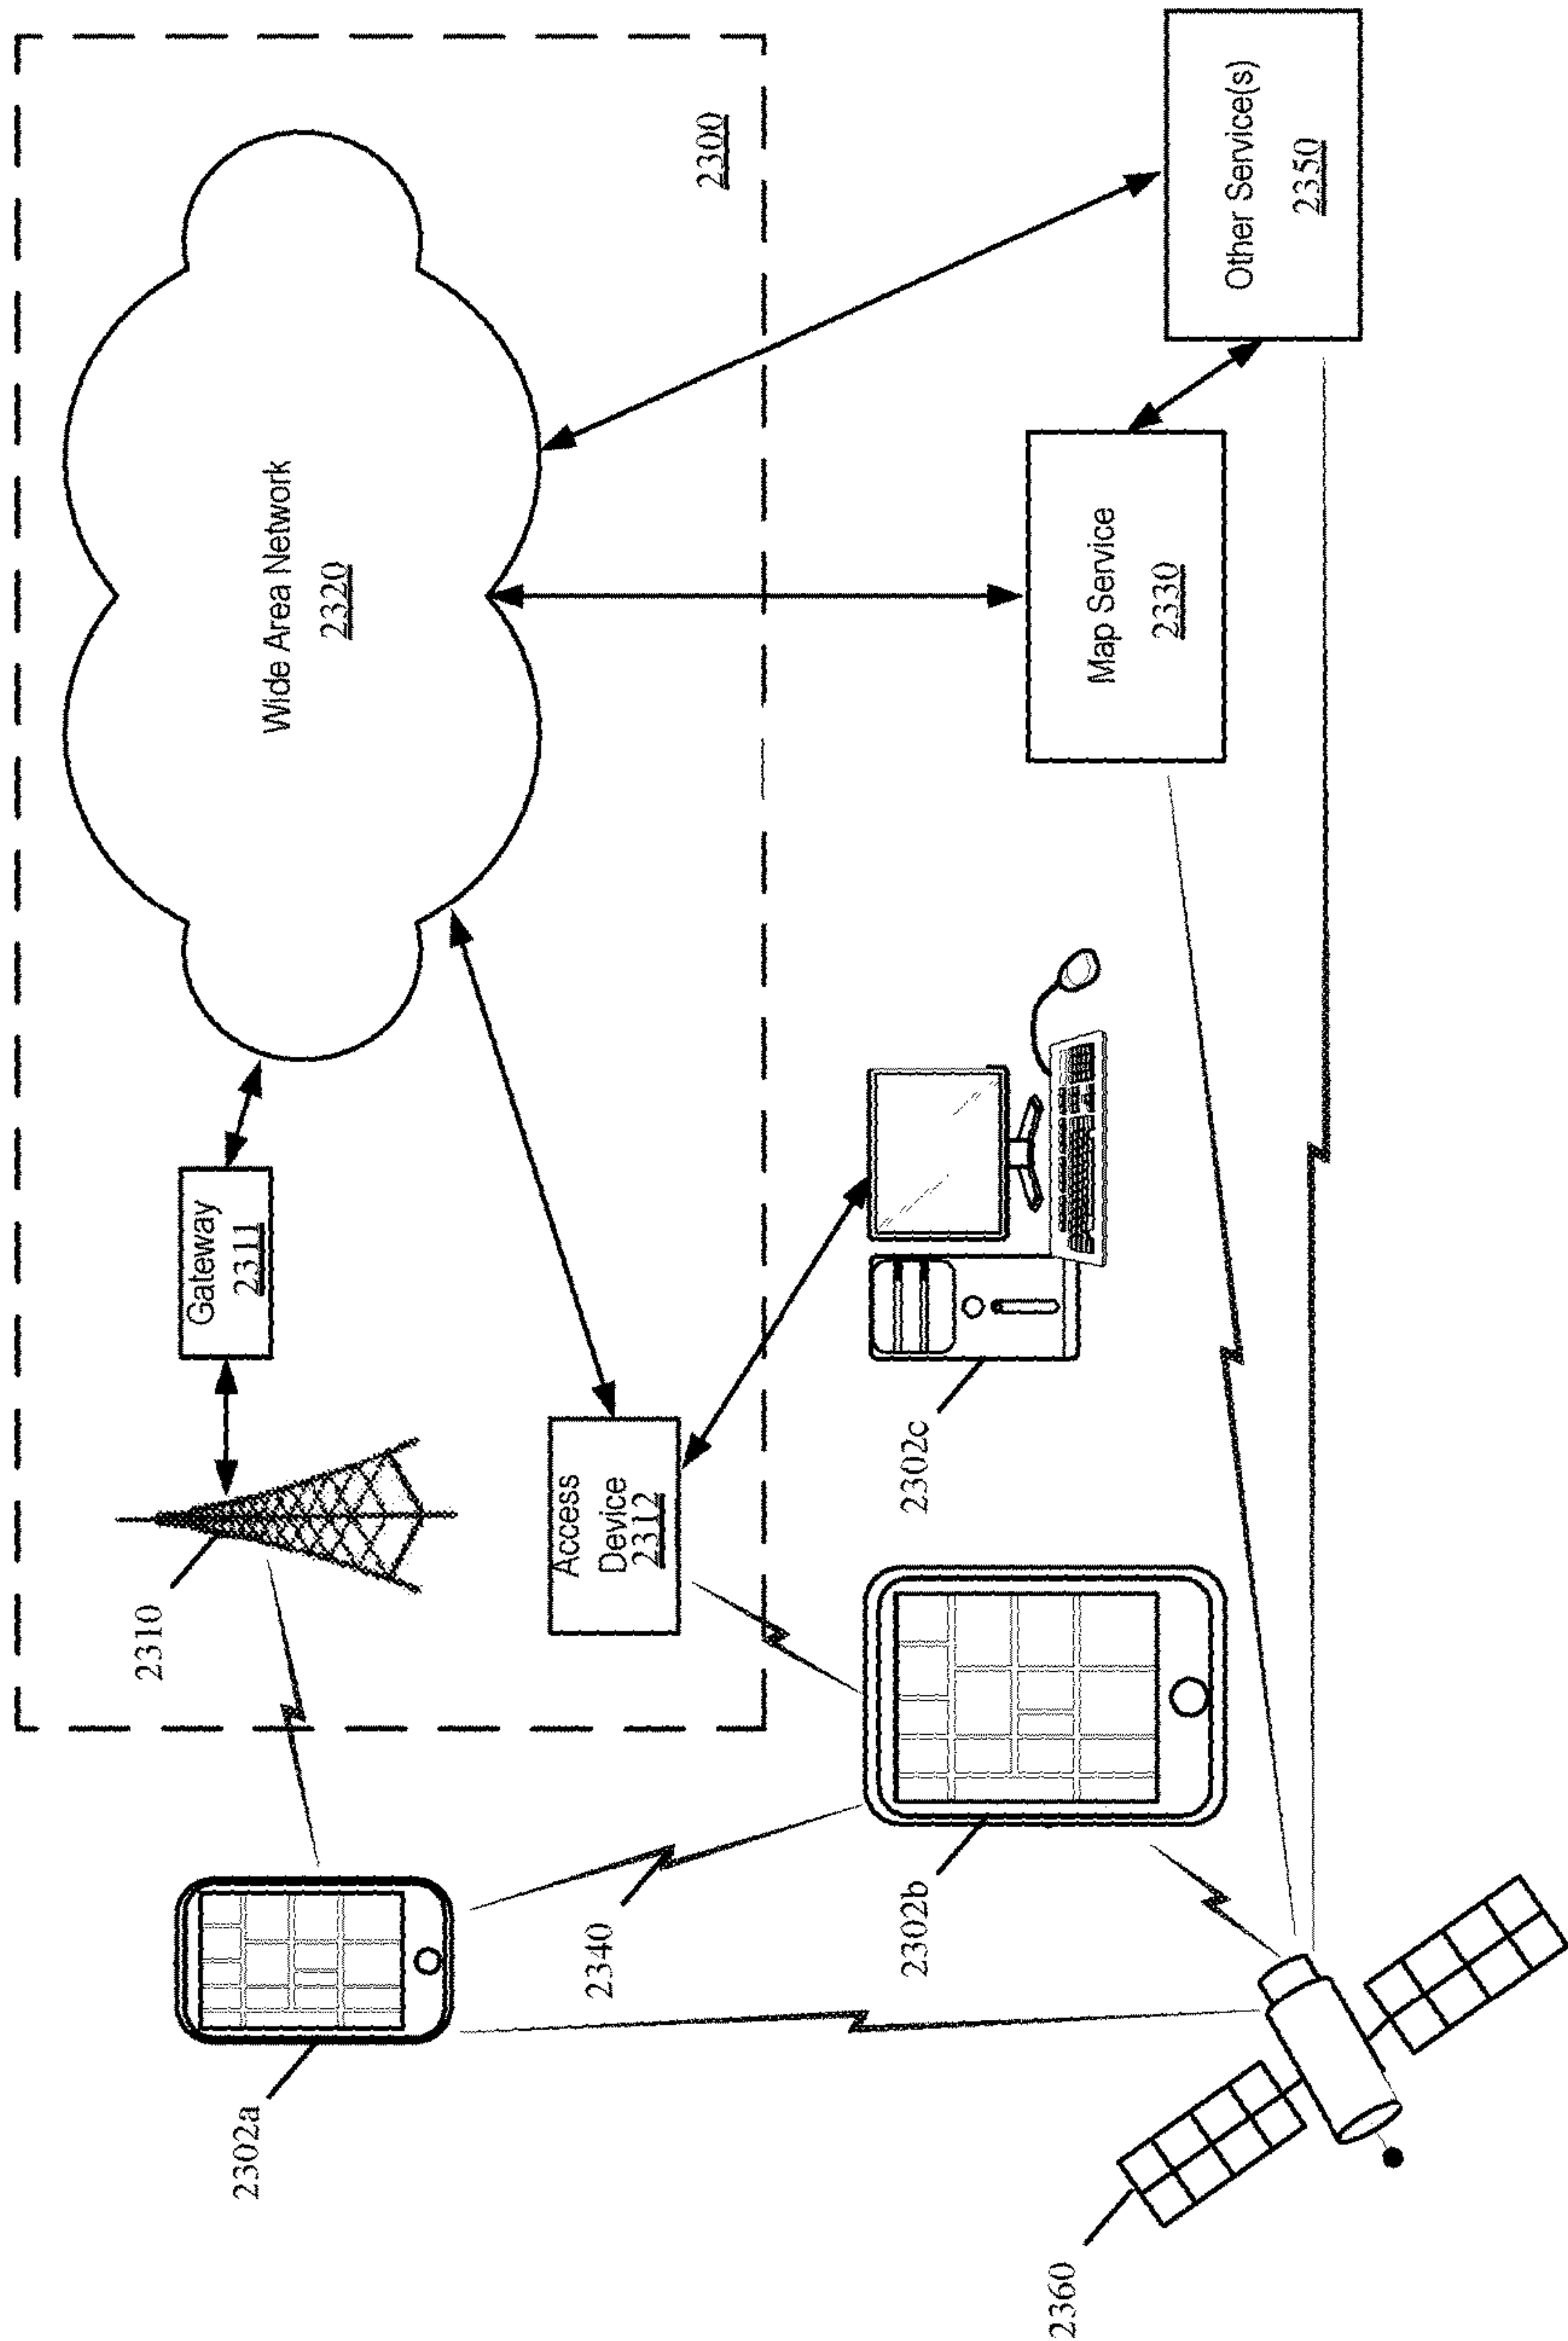 2302a
2310
Gateway
2311
Wide Area Network
2320
2300
Access
Device
2312
2340
2302b
2302c
2360
Map Service
2330
Other Service(s)
2350